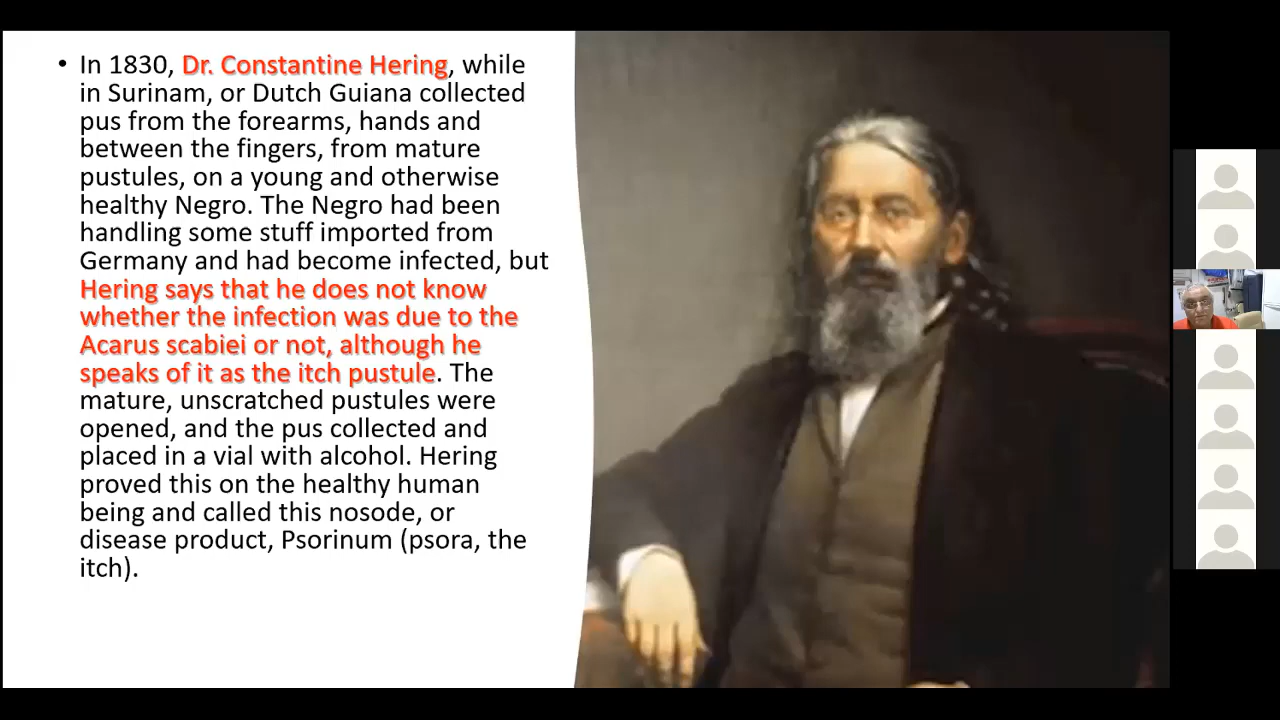 • In 1830, Dr. Constantine Hering, while
in Surinam, or Dutch Guiana collected
pus from the forearms, hands and
between the fingers, from mature
pustules, on a young and otherwise
healthy Negro. The Negro had been
handling some stuff imported from
Germany and had become infected, but
Hering says that he does not know
whether the infection was due to the
Acarus scabiei or not, although he
speaks of it as the itch pustule. The
mature, unscratched pustules were
opened, and the pus collected and
placed in a vial with alcohol. Hering
proved this on the healthy human
being and called this nosode, or
disease product, Psorinum (psora, the
itch).